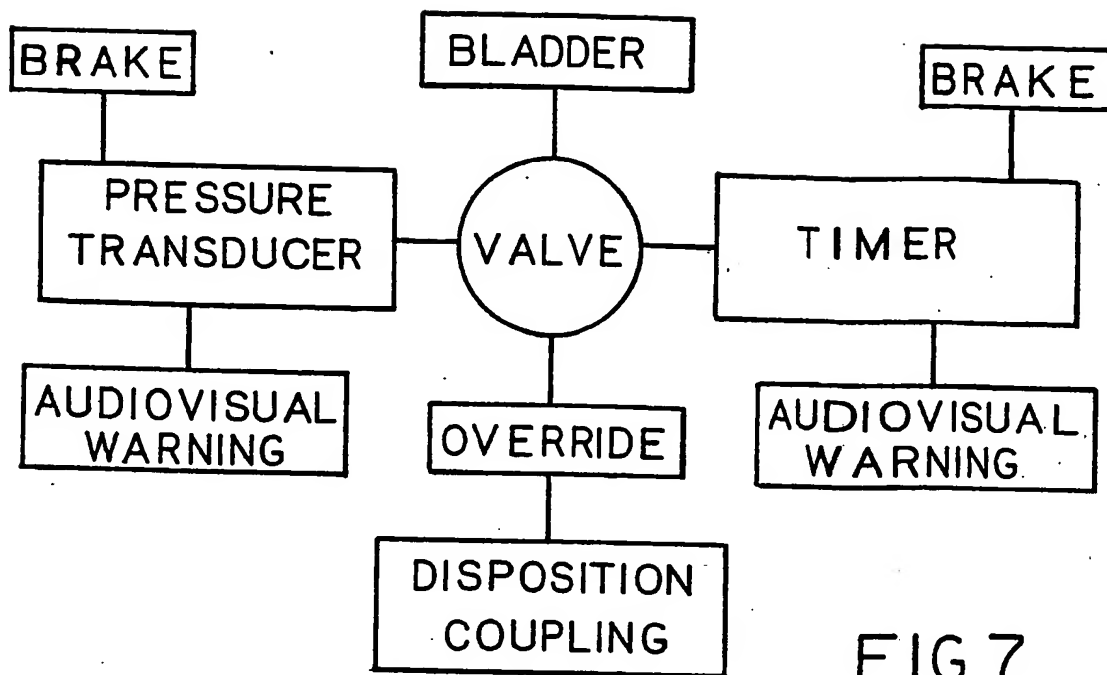 BRAKE
BLADDER
BRAKE
PRESSURE
TRANSDUCER
VALVE
TIMER
AUDIOVISUAL
WARNING
OVERRIDE
AUDIOVISUAL
WARNING
DISPOSITION
COUPLING
FIG 7